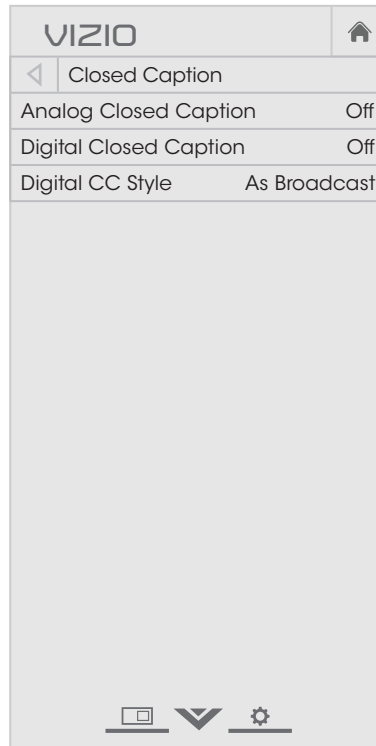 VIZIO
Closed Caption
Analog Closed Caption Off
Digital Closed Caption Off
Digital CC Style As Broadcast